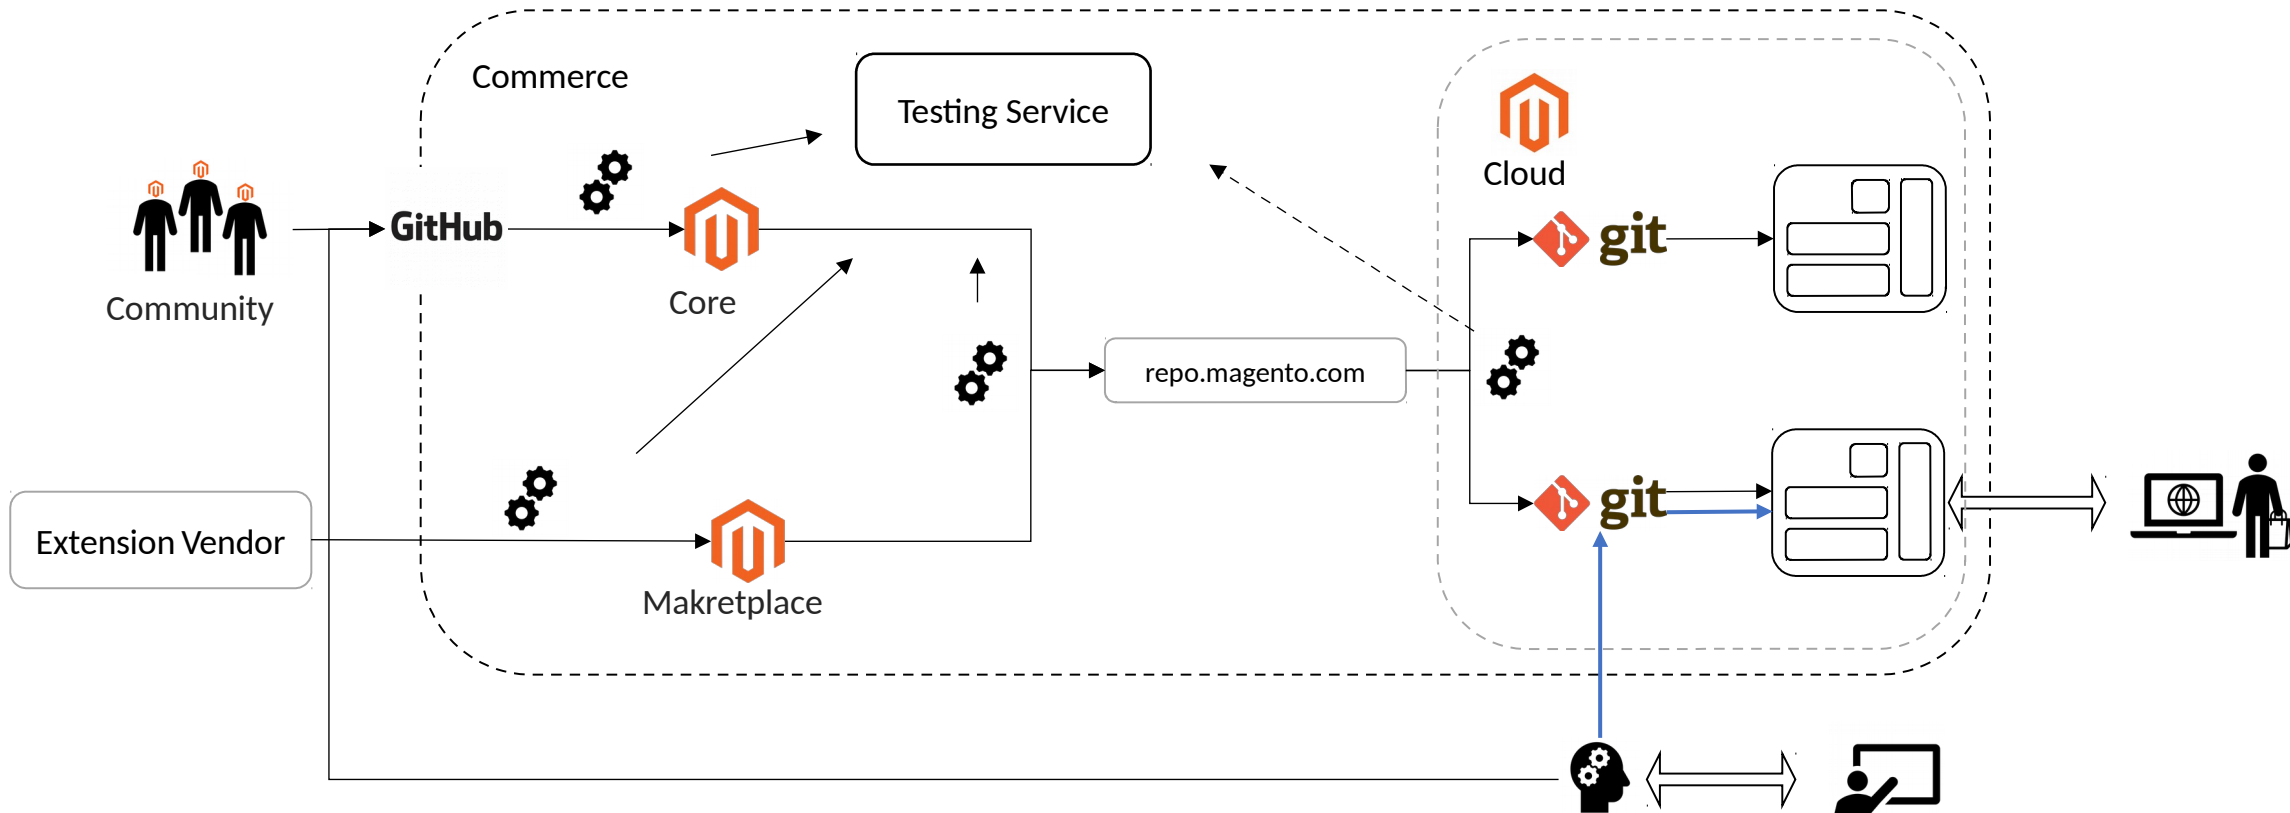 Commerce
Testing Service
Cloud
GitHub
git
Community
Core
repo.magento.com
git
Extension Vendor
Makretplace